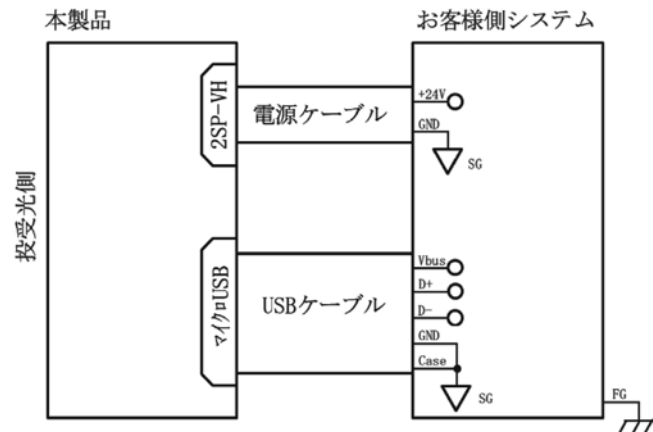 本製品
お客様側システム
投受光側
2SP-VH
電源ケーブル
+24V
GND
SG
マイクロUSB
USBケーブル
Vbus
D+
D-
GND
Case
SG
FG